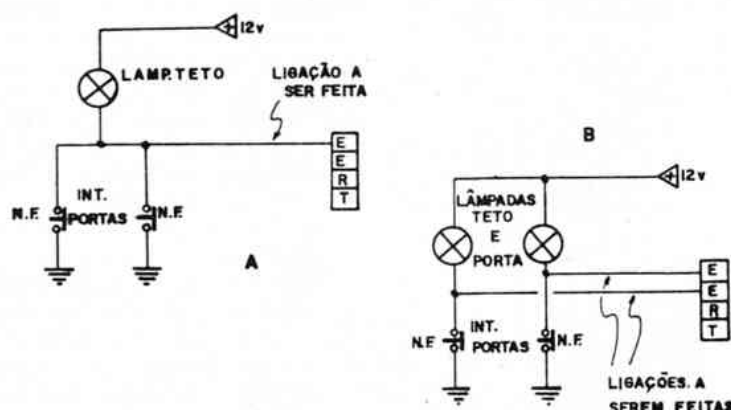 +12v
LAMP. TETO
LIGAÇÃO A
SER FEITA
E
E
R
T
N.F.
INT.
PORTAS
N.F.
A
B
+12v
LÂMPADAS
TETO
E
PORTA
E
E
R
T
N.F
INT.
PORTAS
N.F.
LIGAÇÕES. A
SEREM FEITAS